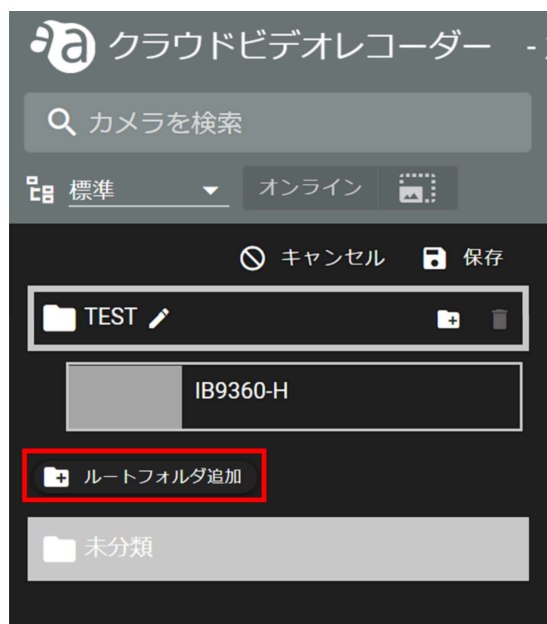 クラウドビデオレコーダー -
カメラを検索
標準 オンライン
キャンセル 保存
TEST
IB9360-H
ルートフォルダ追加
未分類